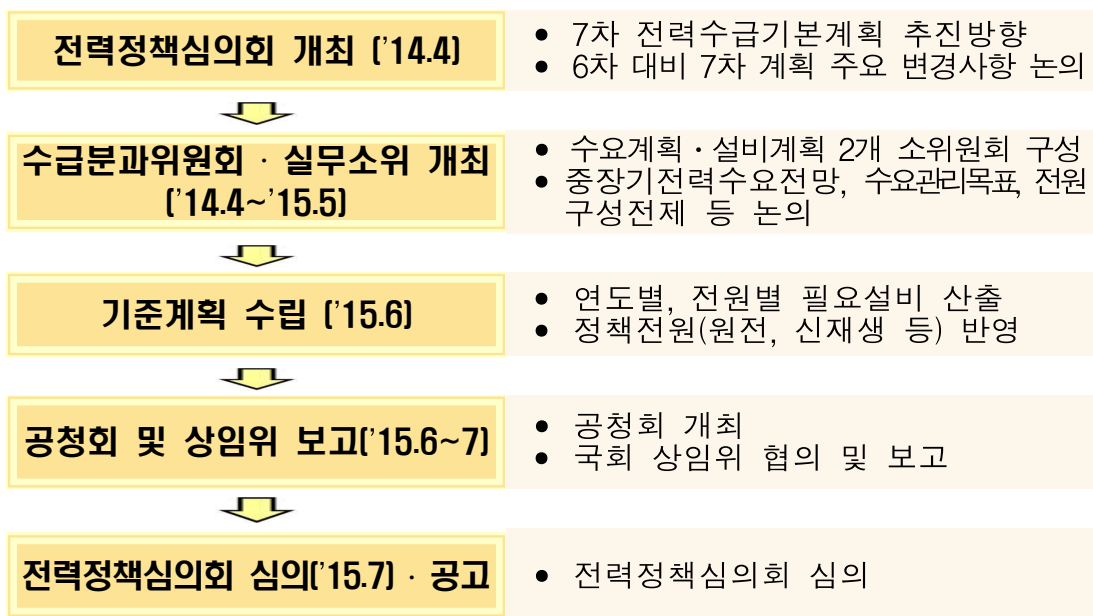 전력정책심의회 개최 ('14.4)
• 7차 전력수급기본계획 추진방향
• 6차 대비 7차 계획 주요 변경사항 논의
수급분과위원회 · 실무소위 개최
('14.4~'15.5)
• 수요계획·설비계획 2개 소위원회 구성
• 중장기전력수요전망, 수요관리목표, 전원
구성전제 등 논의
기준계획 수립 ('15.6)
• 연도별, 전원별 필요설비 산출
• 정책전원(원전, 신재생 등) 반영
공청회 및 상임위 보고('15.6~7)
• 공청회 개최
• 국회 상임위 협의 및 보고
전력정책심의회 심의('15.7) · 공고
• 전력정책심의회 심의